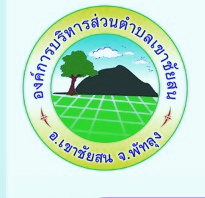 องค์การบริหารส่วนตำบลเขาชัยสน
อ.เขาชัยสน จ.พัทลุง